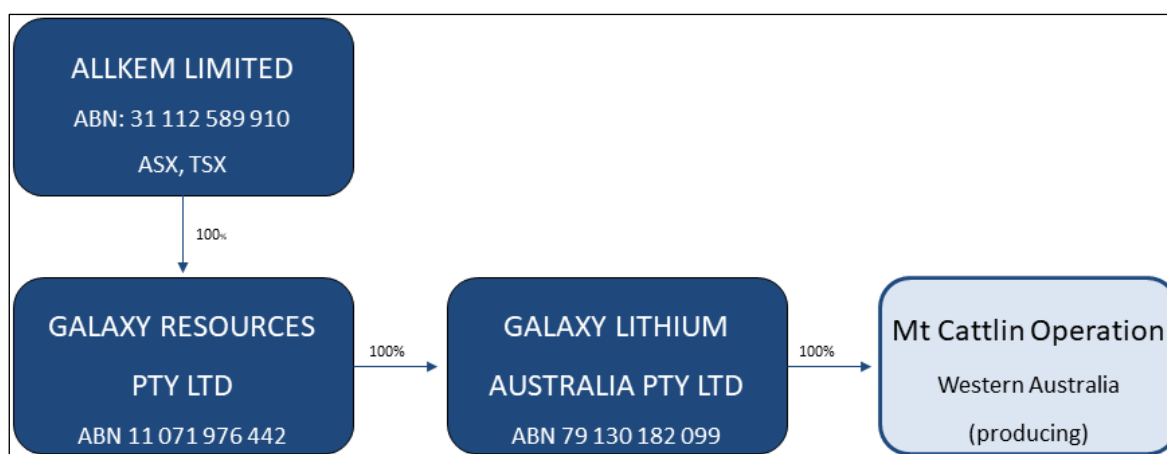 ALLKEM LIMITED
ABN: 31 112 589 910
ASX, TSX
100%
GALAXY RESOURCES
PTY LTD
ABN 11 071 976 442
100%
GALAXY LITHIUM
AUSTRALIA PTY LTD
ABN 79 130 182 099
100%
Mt Cattlin Operation
Western Australia
(producing)